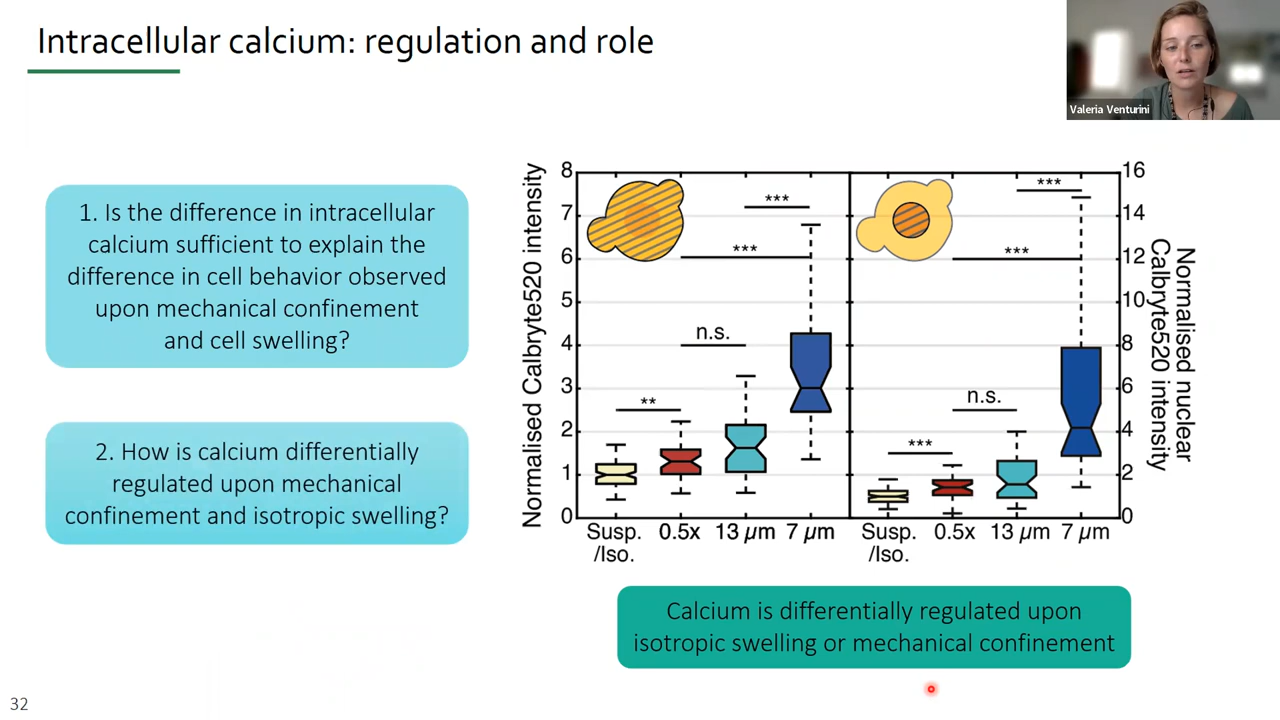 Intracellular calcium: regulation and role
Valeria Venturini
1. Is the difference in intracellular
calcium sufficient to explain the
difference in cell behavior observed
upon mechanical confinement
and cell swelling?
2. How is calcium differentially
regulated upon mechanical
confinement and isotropic swelling?
Normalised Calbryte520 intensity
8
7
6
5
4
3
2
1
0
**
n.s.
***
***
Susp.
/Iso.
0.5x
13 µm
7 µm
***
n.s.
***
***
Susp.
/Iso.
0.5x
13 µm
7 µm
16
14
12
10
8
6
4
2
0
Normalised nuclear
Calbryte520 intensity
Calcium is differentially regulated upon
isotropic swelling or mechanical confinement
32